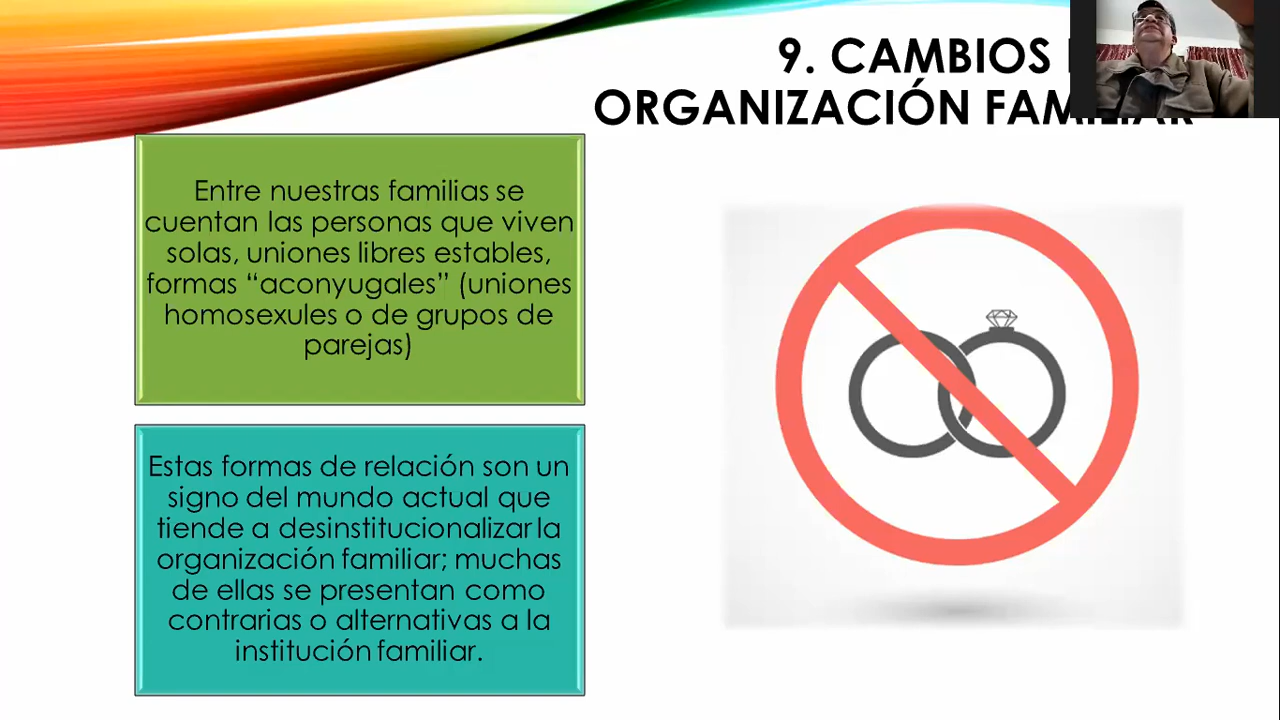 9. CAMBIOS
ORGANIZACIÓN FAMILIAR
Entre nuestras familias se
cuentan las personas que viven
solas, uniones libres estables,
formas “aconyugales” (uniones
homosexules o de grupos de
parejas)
Estas formas de relación son un
signo del mundo actual que
tiende a desinstitucionalizar la
organización familiar; muchas
de ellas se presentan como
contrarias o alternativas a la
institución familiar.